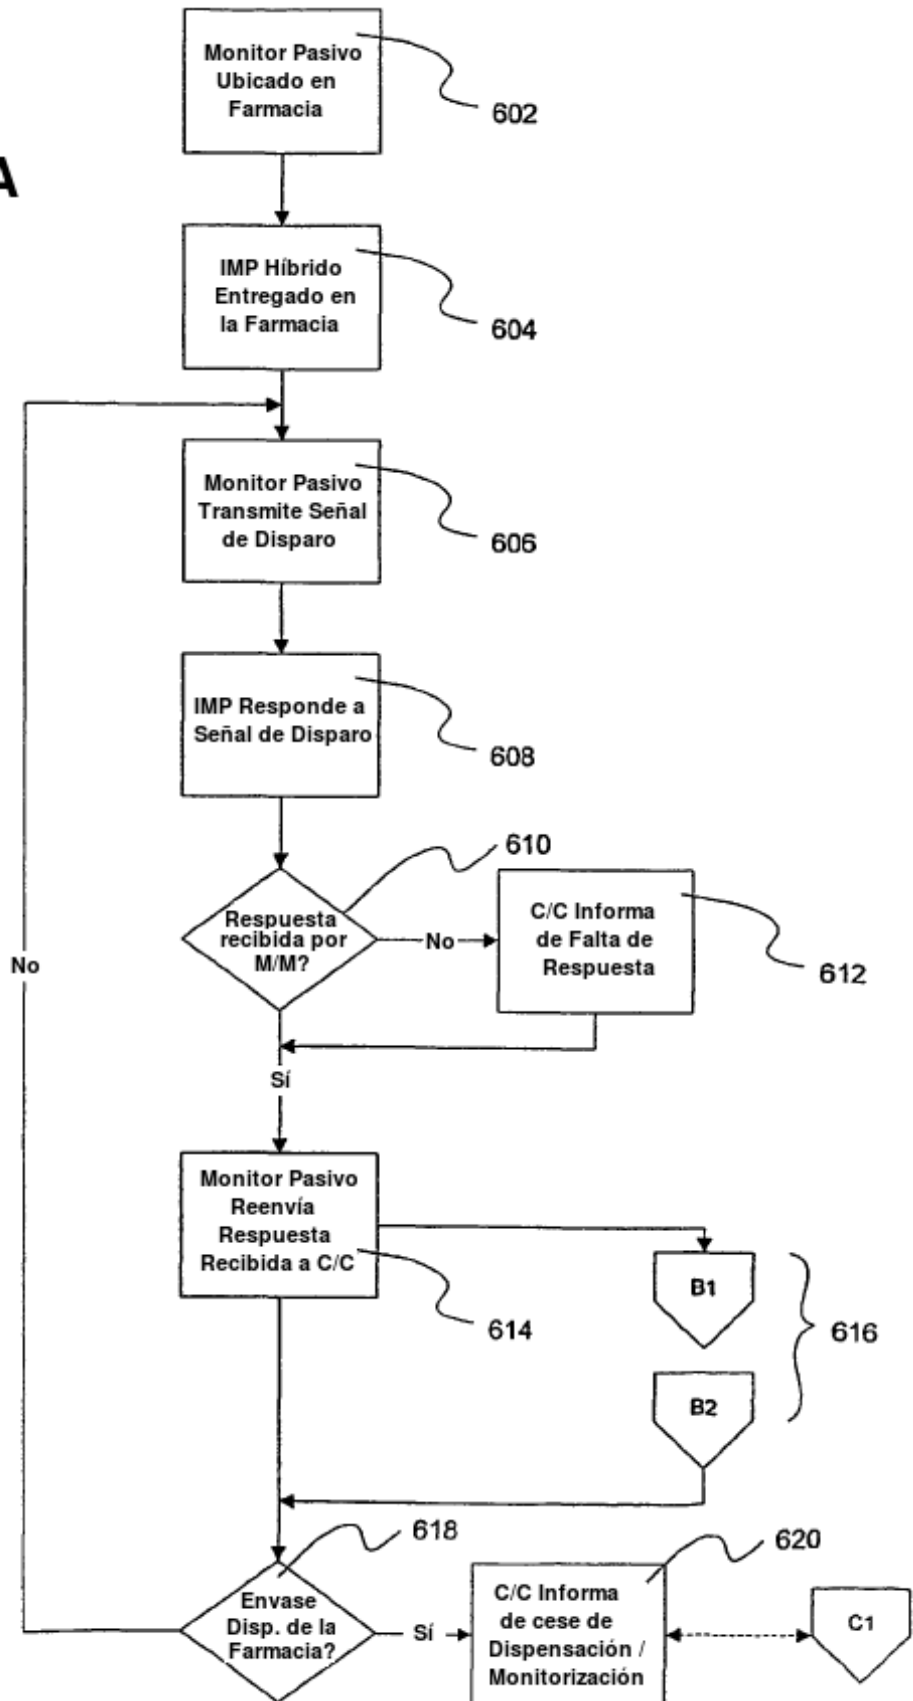 Monitor Pasivo
Ubicado en
Farmacia
602
A
IMP Híbrido
Entregado en
la Farmacia
604
Monitor Pasivo
Transmite Señal
de Disparo
606
IMP Responde a
Señal de Disparo
608
610
Respuesta
recibida por
M/M?
No
C/C Informa
de Falta de
Respuesta
612
No
Sí
Monitor Pasivo
Reenvía
Respuesta
Recibida a C/C
614
B1
616
B2
618
Envase
Disp. de la
Farmacia?
Sí
620
C/C Informa
de cese de
Dispensación /
Monitorización
C1